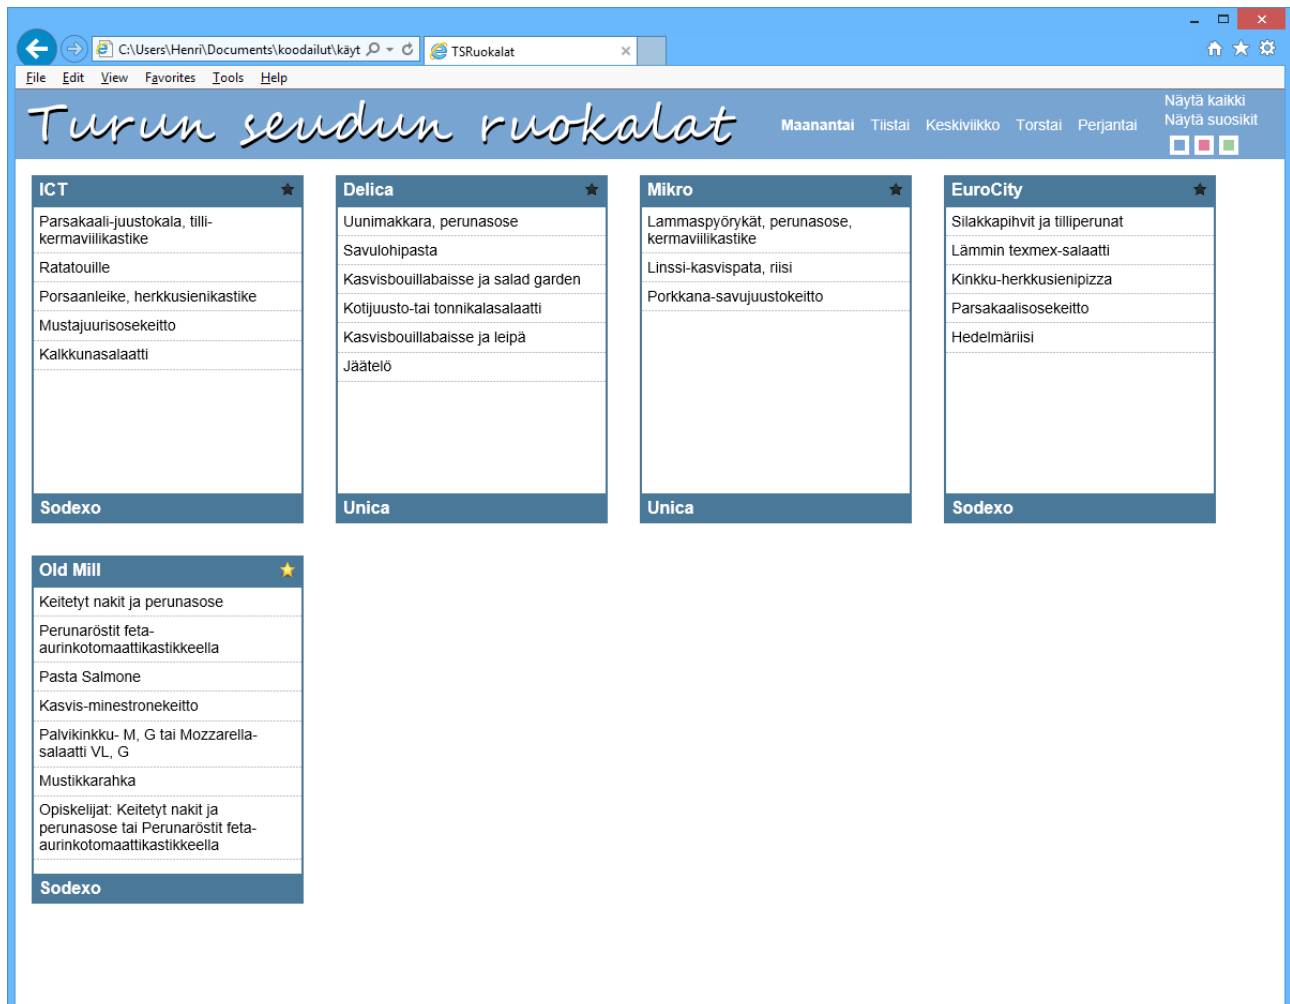 C:\Users\Henri\Documents\koodailut\käyt
TSRuokalat
File Edit View Favorites Tools Help
Turun seudun ruokalat
Maanantai Tiistai Keskiviikko Torstai Perjantai
Näytä kaikki
Näytä suosikit
ICT
Parsakaali-juustokala, tilli-
kermaviilikastike
Ratatouille
Porsaanleike, herkkusienikastike
Mustajuurisosekeitto
Kalkkunasalaatti
Sodexo
Delica
Uunimakkara, perunasose
Savulohipasta
Kasvisbouillabaisse ja salad garden
Kotijuusto-tai tonnikalasalaatti
Kasvisbouillabaisse ja leipä
Jäätelö
Unica
Mikro
Lammaspyörykät, perunasose,
kermaviilikastike
Linssi-kasvispata, riisi
Porkkana-savujuustokeitto
Unica
EuroCity
Silakkapihvit ja tilliperunat
Lämmin texmex-salaatti
Kinkku-herkkusienipizza
Parsakaalisosekeitto
Hedelmäriisi
Sodexo
Old Mill
Keitetyt nakit ja perunasose
Perunaröstit feta-
aurinkotomaattikastikkeella
Pasta Salmone
Kasvis-minestronekeitto
Palvikinkku- M, G tai Mozzarella-
salaatti VL, G
Mustikkarahka
Opiskelijat: Keitetyt nakit ja
perunasose tai Perunaröstit feta-
aurinkotomaattikastikkeella
Sodexo